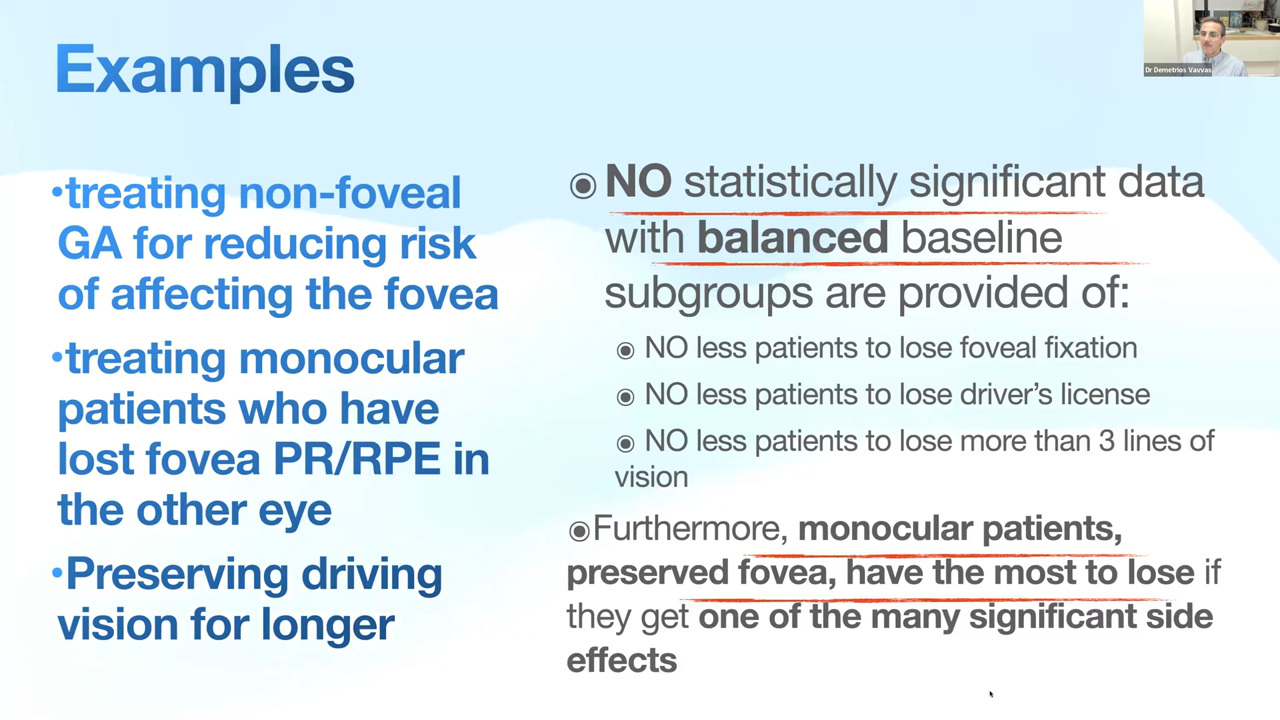 Examples
Dr Demetrios Vavvas
•treating non-foveal
GA for reducing risk
of affecting the fovea
•treating monocular
patients who have
lost fovea PR/RPE in
the other eye
•Preserving driving
vision for longer
◉ NO statistically significant data
with balanced baseline
subgroups are provided of:
◉ NO less patients to lose foveal fixation
◉ NO less patients to lose driver’s license
◉ NO less patients to lose more than 3 lines of
vision
◉Furthermore, monocular patients,
preserved fovea, have the most to lose if
they get one of the many significant side
effects